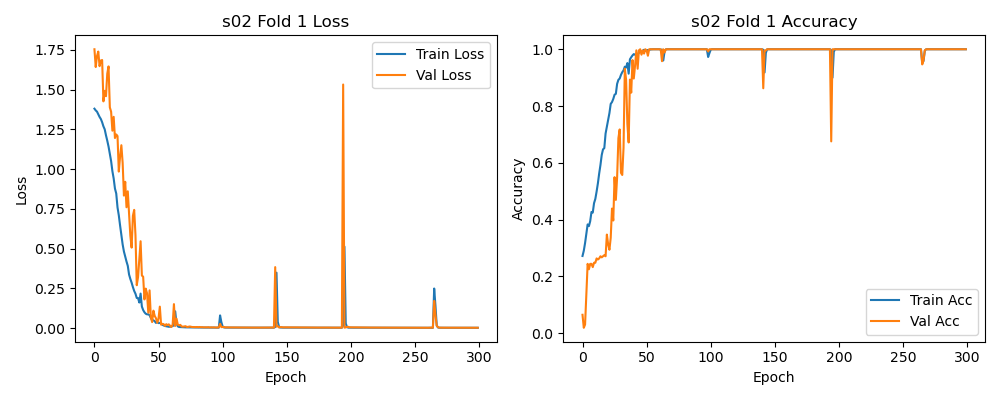 s02 Fold 1 Loss
Loss
1.75
1.50
1.25
1.00
0.75
0.50
0.25
0.00
0 50 100 150 200 250 300
Epoch
Train Loss
Val Loss
s02 Fold 1 Accuracy
Accuracy
1.0
0.8
0.6
0.4
0.2
0.0
0 50 100 150 200 250 300
Epoch
Train Acc
Val Acc